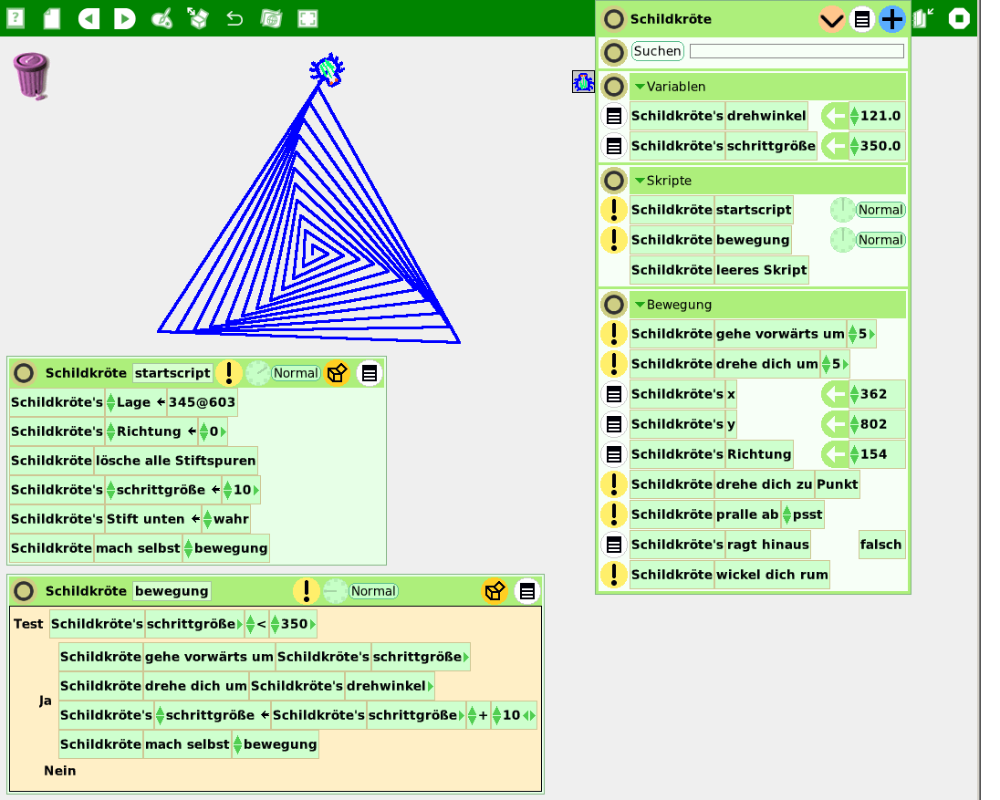 Schildkröte
Suchen
Variablen
Schildkröte's drehwinkel 121.0
Schildkröte's schrittgröße 350.0
Skripte
Schildkröte startscript Normal
Schildkröte bewegung Normal
Schildkröte leeres Skript
Bewegung
Schildkröte gehe vorwärts um 5
Schildkröte drehe dich um 5
Schildkröte's x 362
Schildkröte's y 802
Schildkröte's Richtung 154
Schildkröte drehe dich zu Punkt
Schildkröte pralle ab psst
Schildkröte's ragt hinaus falsch
Schildkröte wickel dich rum
Schildkröte startscript ! Normal
Schildkröte's Lage ← 345@603
Schildkröte's Richtung ← 0
Schildkröte lösche alle Stiftspuren
Schildkröte's schrittgröße ← 10
Schildkröte's Stift unten ← wahr
Schildkröte mach selbst bewegung
Schildkröte bewegung ! Normal
Test Schildkröte's schrittgröße < 350
Schildkröte gehe vorwärts um Schildkröte's schrittgröße
Schildkröte drehe dich um Schildkröte's drehwinkel
Ja
Schildkröte's schrittgröße ← Schildkröte's schrittgröße + 10
Schildkröte mach selbst bewegung
Nein